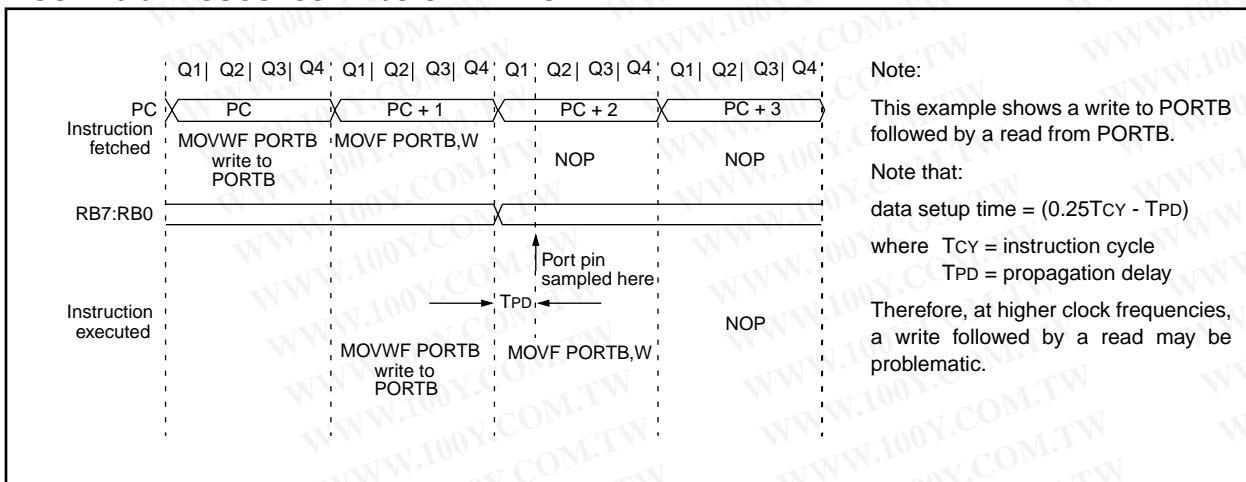 Q1| Q2| Q3| Q4 Q1| Q2| Q3| Q4 Q1 Q2| Q3| Q4 Q1| Q2| Q3| Q4
PC PC PC + 1 PC + 2 PC + 3
Instruction
fetched
MOVWF PORTB
write to
PORTB
MOVF PORTB,W
NOP
NOP
RB7:RB0
Port pin
sampled here
TPD
Instruction
executed
MOVWF PORTB
write to
PORTB
MOVF PORTB,W
NOP
Note:
This example shows a write to PORTB
followed by a read from PORTB.
Note that:
data setup time = (0.25TCY - TPD)
where TCY = instruction cycle
TPD = propagation delay
Therefore, at higher clock frequencies,
a write followed by a read may be
problematic.
WWW.100Y.COM.TW